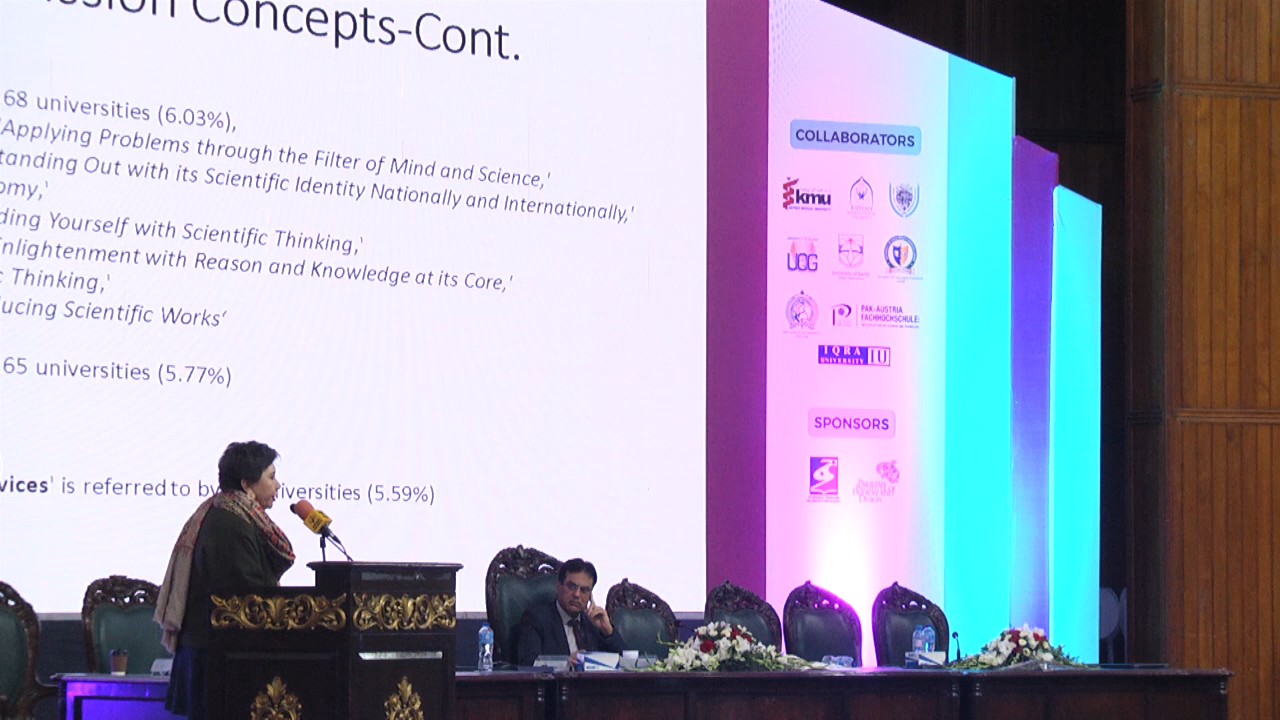 ssion Concepts-Cont.
68 universities (6.03%),
'Applying Problems through the Filter of Mind and Science,'
tanding Out with its Scientific Identity Nationally and Internationally,'
omy,'
ding Yourself with Scientific Thinking,'
Enlightenment with Reason and Knowledge at its Core,'
c Thinking,'
ucing Scientific Works'
65 universities (5.77%)
vices' is referred to by iversities (5.59%)
COLLABORATORS
kmu
UOG
PAK-AUSTRIA
FACHHOCHSCHULE
IQRA
UNIVERSITY IU
SPONSORS